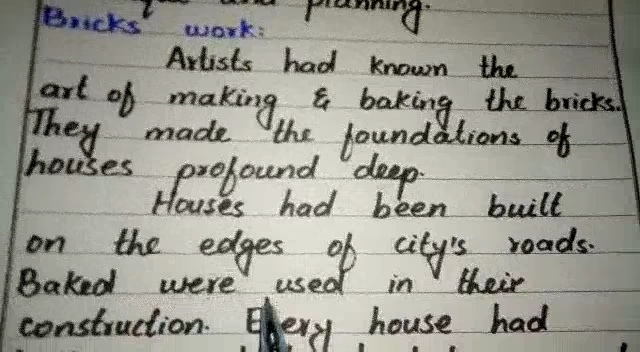 planning.
Bricks work:
Artists had known the
art of making & baking the bricks.
They made the foundations of
houses profound deep.
Houses had been built
on the edges of city's roads.
Baked were used in their
construction. Every house had